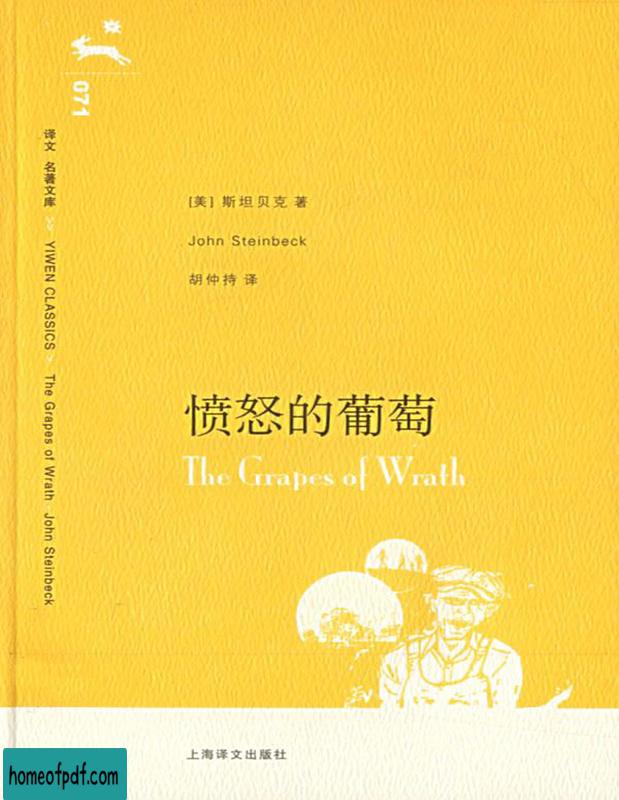 071
译文 名著文库 YIWEN CLASSICS The Grapes of Wrath John Steinbeck
[美] 斯坦贝克 著
John Steinbeck
胡仲持 译
愤怒的葡萄
The Grapes of Wrath
上海译文出版社
homeofpdf.com